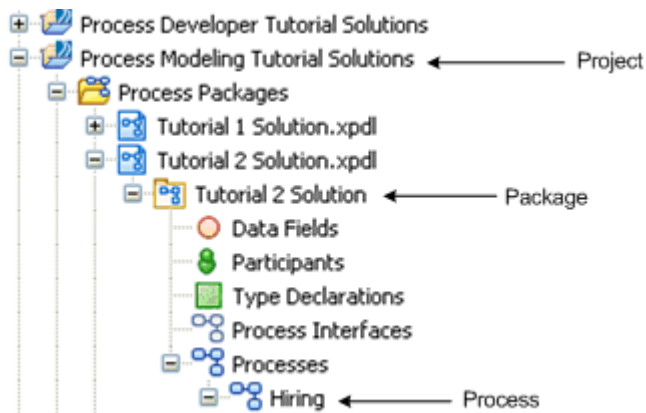 Process Developer Tutorial Solutions
Process Modeling Tutorial Solutions Project
Process Packages
Tutorial 1 Solution.xpdl
Tutorial 2 Solution.xpdl
Tutorial 2 Solution Package
Data Fields
Participants
Type Declarations
Process Interfaces
Processes
Hiring Process